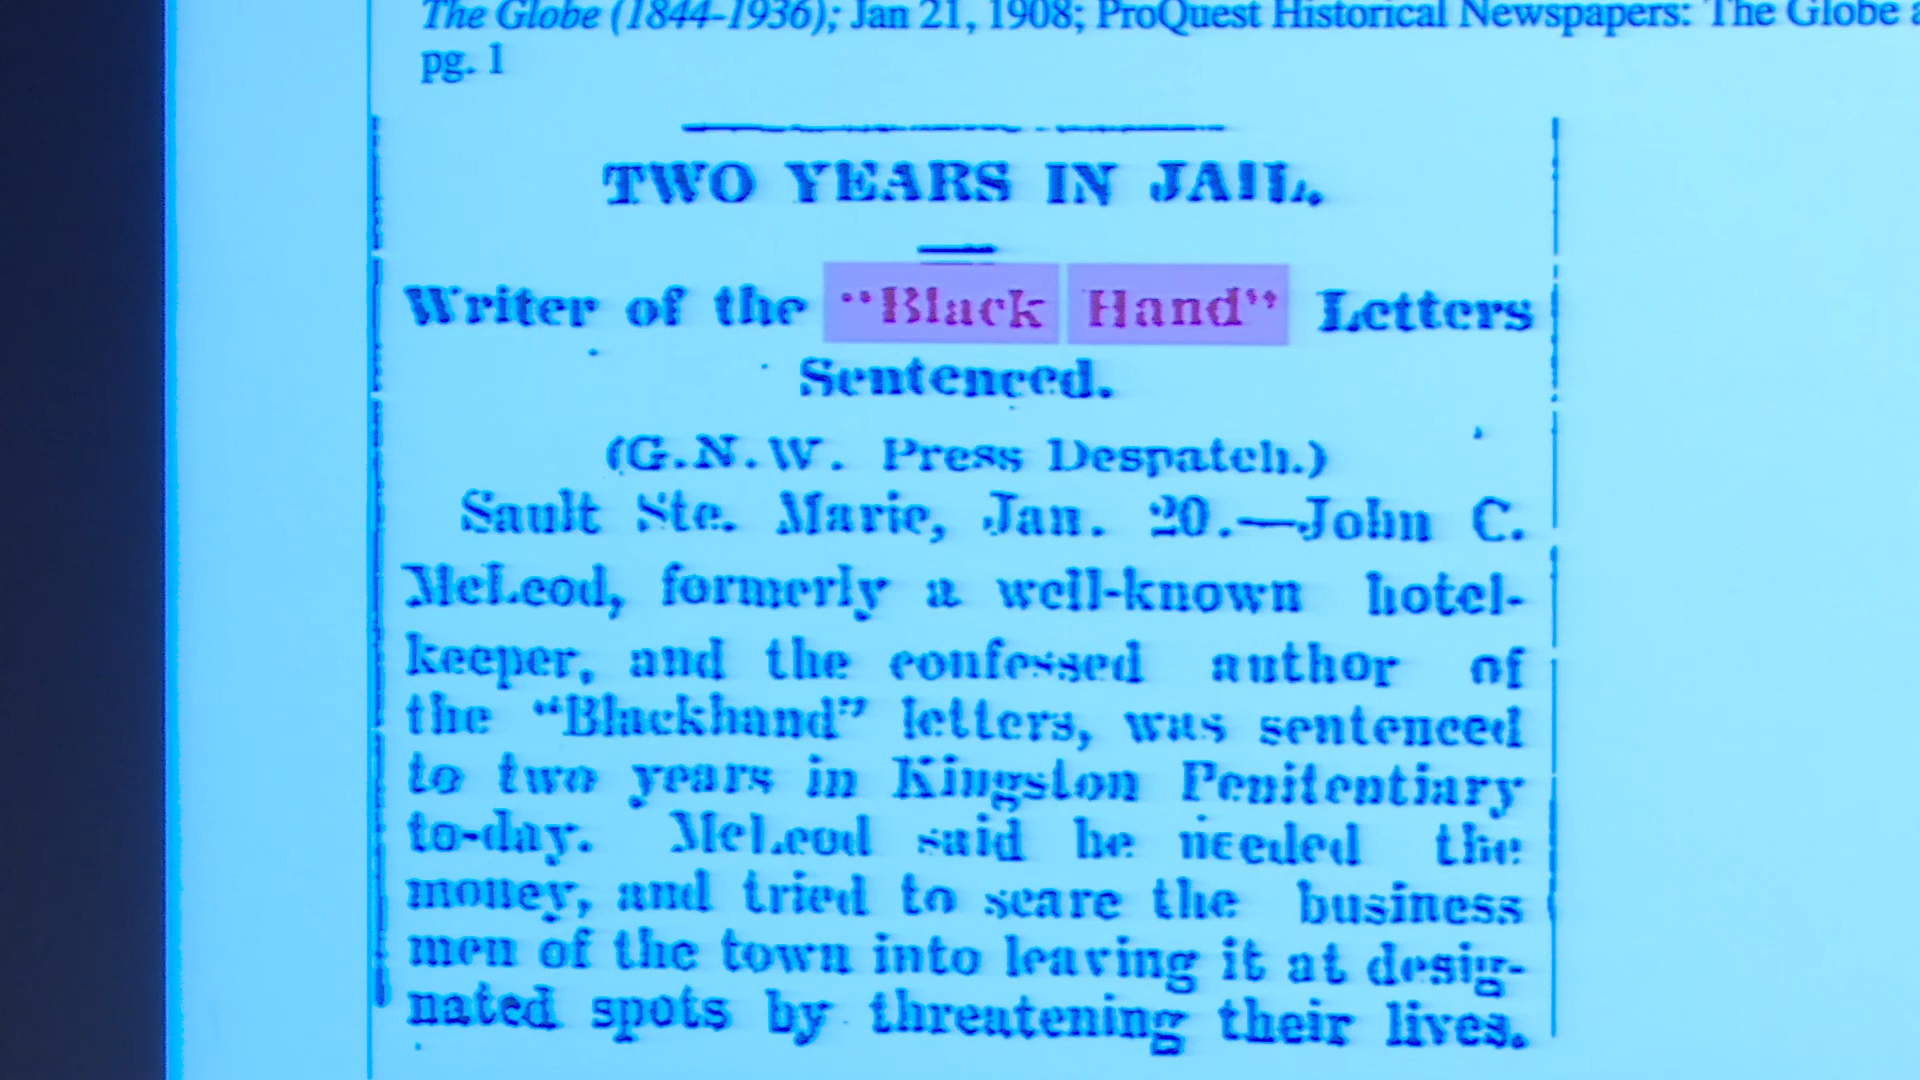 The Globe (1844-1936); Jan 21, 1908; ProQuest Historical Newspapers: The Globe
pg. 1
TWO YEARS IN JAIL.
Writer of the “Black Hand” Letters
Sentenced.
(G.N.W. Press Despatch.)
Sault Ste. Marie, Jan. 20.—John C.
McLeod, formerly a well-known hotel-
keeper, and the confessed author of
the “Blackhand” letters, was sentenced
to two years in Kingston Penitentiary
to-day. McLeod said he needed the
money, and tried to scare the business
men of the town into leaving it at desig-
nated spots by threatening their lives.